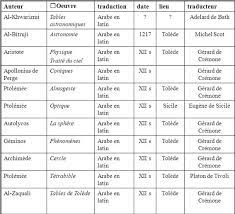 Auteur Œuvre traduction date lieu traducteur
Al-Khwarizmi Tables astronomiques Arabe en latin ? ? Adelard de Bath
Al-Bitraji Astronomie Arabe en latin 1217 Tolède Michel Scot
Aristote Physique Traité du ciel Arabe en latin XII s Tolède Gérard de Crémone
Apollonius de Perge Coniques Arabe en latin XII s Tolède Gérard de Crémone
Ptolémée Almageste Arabe en latin XII s Tolède Gérard de Crémone
Ptolémée Optique Arabe en latin XII s Sicile Eugène de Sicile
Autolycos La sphère Arabe en latin XII s Tolède Gérard de Crémone
Géminos Phénomènes Arabe en latin XII s Tolède Gérard de Crémone
Archimède Cercle Arabe en latin XII s Tolède Gérard de Crémone
Ptolémée Tétrabible Arabe en latin XII s Tolède Platon de Tivoli
Al-Zaquali Tables de Tolède Arabe en latin XII s Tolède Gérard de Crémone